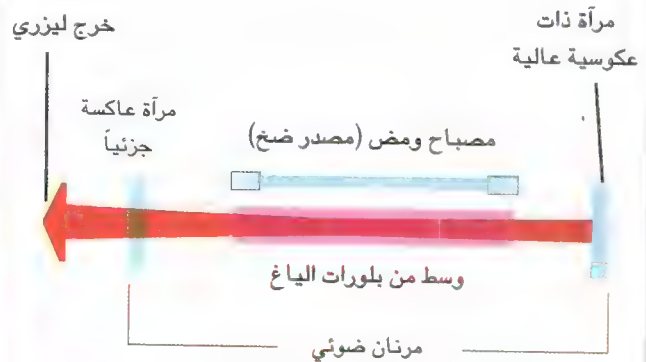 مرآة ذات
عكوسية عالية
خرج ليزري
مرآة عاكسة
جزئياً
مصباح ومض (مصدر ضخ)
وسط من بلورات الياغ
مرنان ضوئي